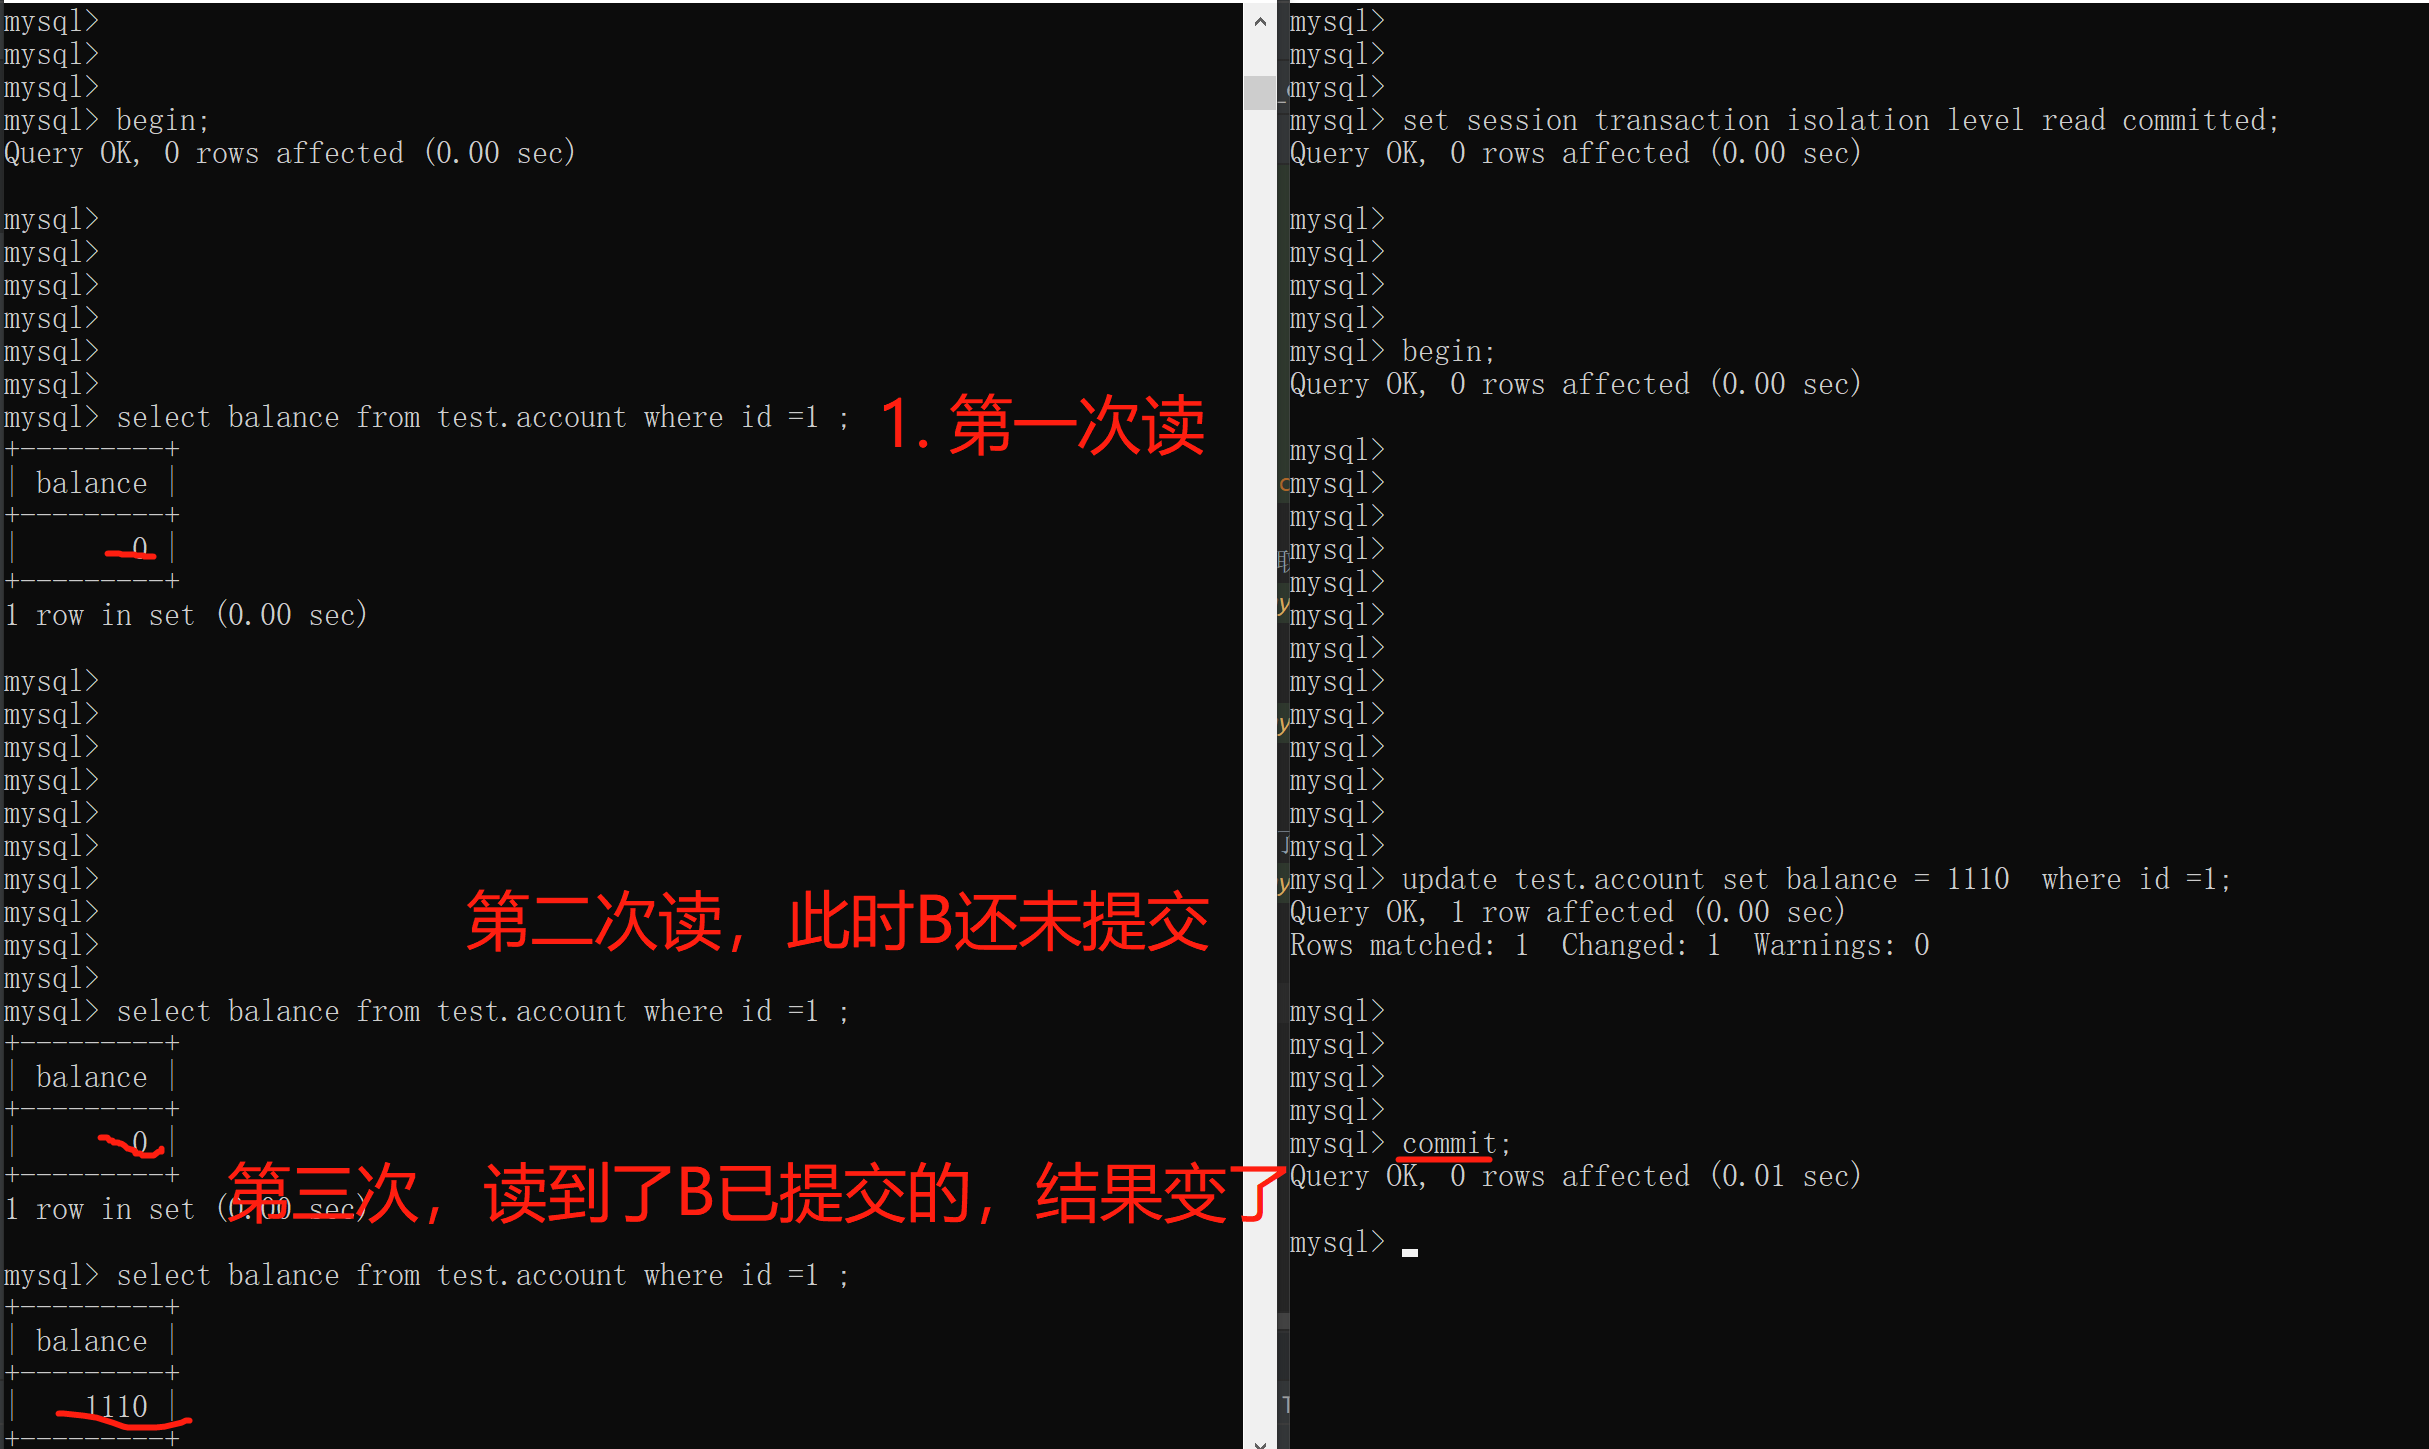 mysql>
mysql>
mysql>
mysql> begin;
Query OK, 0 rows affected (0.00 sec)
mysql>
mysql>
mysql>
mysql>
mysql>
mysql>
mysql> select balance from test.account where id =1 ;
1. 第一次读
+---------+
| balance |
+---------+
| 0 |
+---------+
1 row in set (0.00 sec)
mysql>
mysql>
mysql>
mysql>
mysql>
mysql>
mysql>
mysql>
mysql>
mysql>
第二次读，此时B还未提交
mysql> select balance from test.account where id =1 ;
+---------+
| balance |
+---------+
| 0 |
+---------+
1 row in set (0.00 sec)
第三次，读到了B已提交的，结果变了
mysql> select balance from test.account where id =1 ;
+---------+
| balance |
+---------+
| 1110 |
+---------+
mysql>
mysql>
mysql>
mysql> set session transaction isolation level read committed;
Query OK, 0 rows affected (0.00 sec)
mysql>
mysql>
mysql>
mysql>
mysql> begin;
Query OK, 0 rows affected (0.00 sec)
mysql>
mysql>
mysql>
mysql>
mysql>
mysql>
mysql>
mysql>
mysql>
mysql>
mysql>
mysql>
mysql>
mysql> update test.account set balance = 1110  where id =1;
Query OK, 1 row affected (0.00 sec)
Rows matched: 1  Changed: 1  Warnings: 0
mysql>
mysql>
mysql>
mysql>
mysql> commit;
Query OK, 0 rows affected (0.01 sec)
mysql>